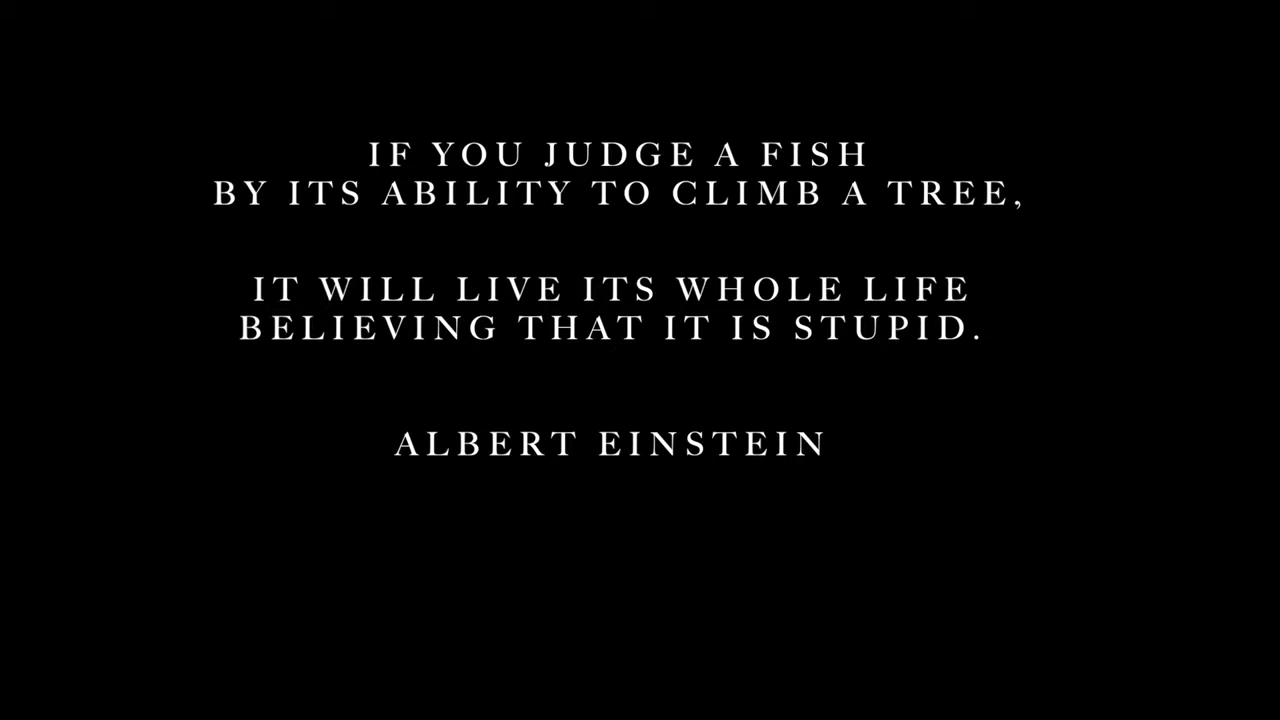 IF YOU JUDGE A FISH
BY ITS ABILITY TO CLIMB A TREE,
IT WILL LIVE ITS WHOLE LIFE
BELIEVING THAT IT IS STUPID.
ALBERT EINSTEIN